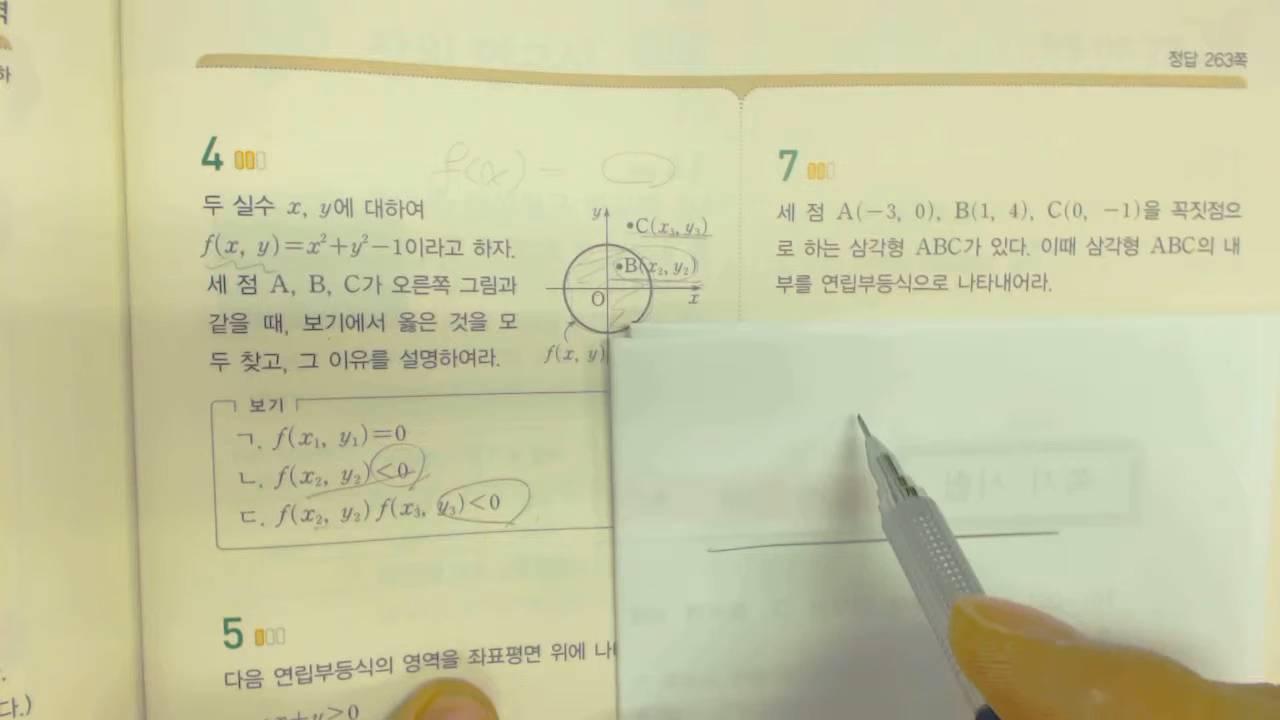 정답 263쪽
4
f(x) =
두 실수 x, y에 대하여
f(x, y)=x²+y²-1이라고 하자.
세 점 A, B, C가 오른쪽 그림과
같을 때, 보기에서 옳은 것을 모
두 찾고, 그 이유를 설명하여라.
y
•C(x₃, y₃)
•B(x₂, y₂)
O
x
f(x, y)
보기
ㄱ. f(x₁, y₁)=0
ㄴ. f(x₂, y₂)<0
ㄷ. f(x₂, y₂) f(x₃, y₃)<0
5
다음 연립부등식의 영역을 좌표평면 위에
x+y>0
7
세 점 A(-3, 0), B(1, 4), C(0, -1)을 꼭짓점으
로 하는 삼각형 ABC가 있다. 이때 삼각형 ABC의 내
부를 연립부등식으로 나타내어라.
쪽지 시험